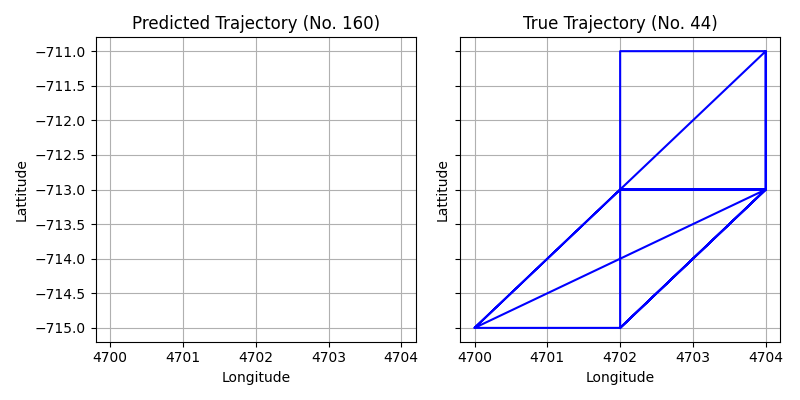 Predicted Trajectory (No. 160)
True Trajectory (No. 44)
−711.0
−711.5
−712.0
−712.5
−713.0
−713.5
−714.0
−714.5
−715.0
Lattitude
Lattitude
4700 4701 4702 4703 4704
4700 4701 4702 4703 4704
Longitude
Longitude